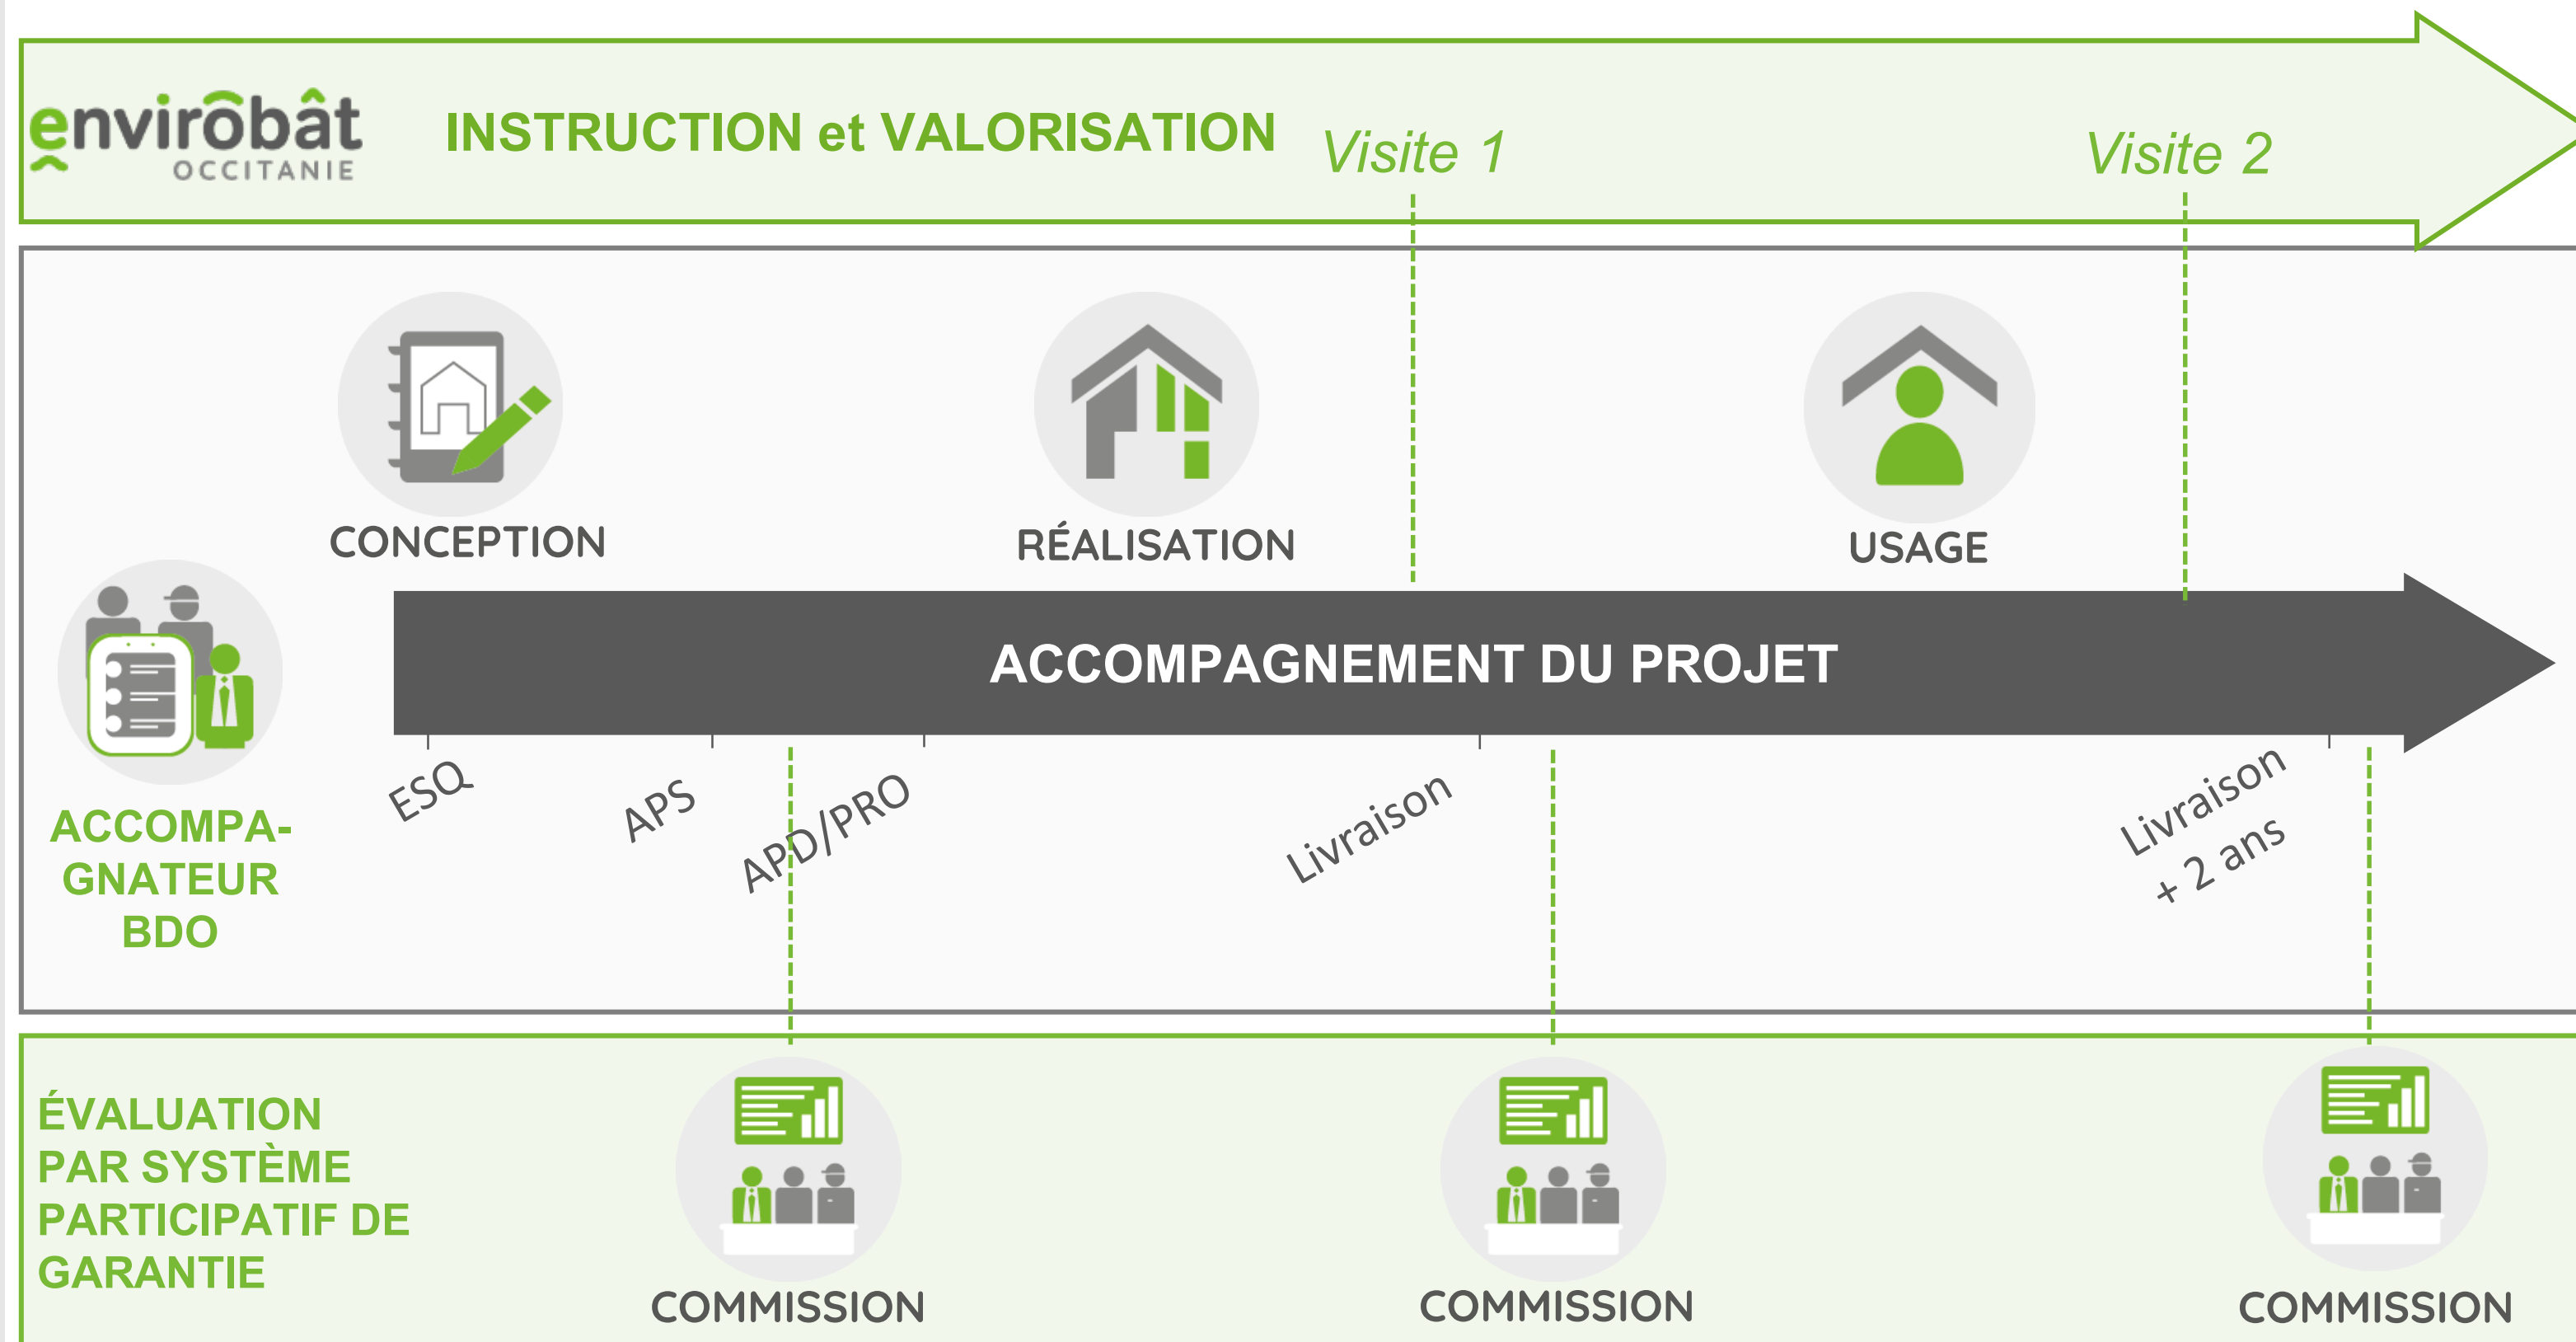 envirôbât
OCCITANIE
INSTRUCTION et VALORISATION
Visite 1
Visite 2
CONCEPTION
RÉALISATION
USAGE
ACCOMPAGNEMENT DU PROJET
ACCOMPA-
GNATEUR
BDO
ESQ
APS
APD/PRO
Livraison
Livraison
+ 2 ans
ÉVALUATION
PAR SYSTÈME
PARTICIPATIF DE
GARANTIE
COMMISSION
COMMISSION
COMMISSION